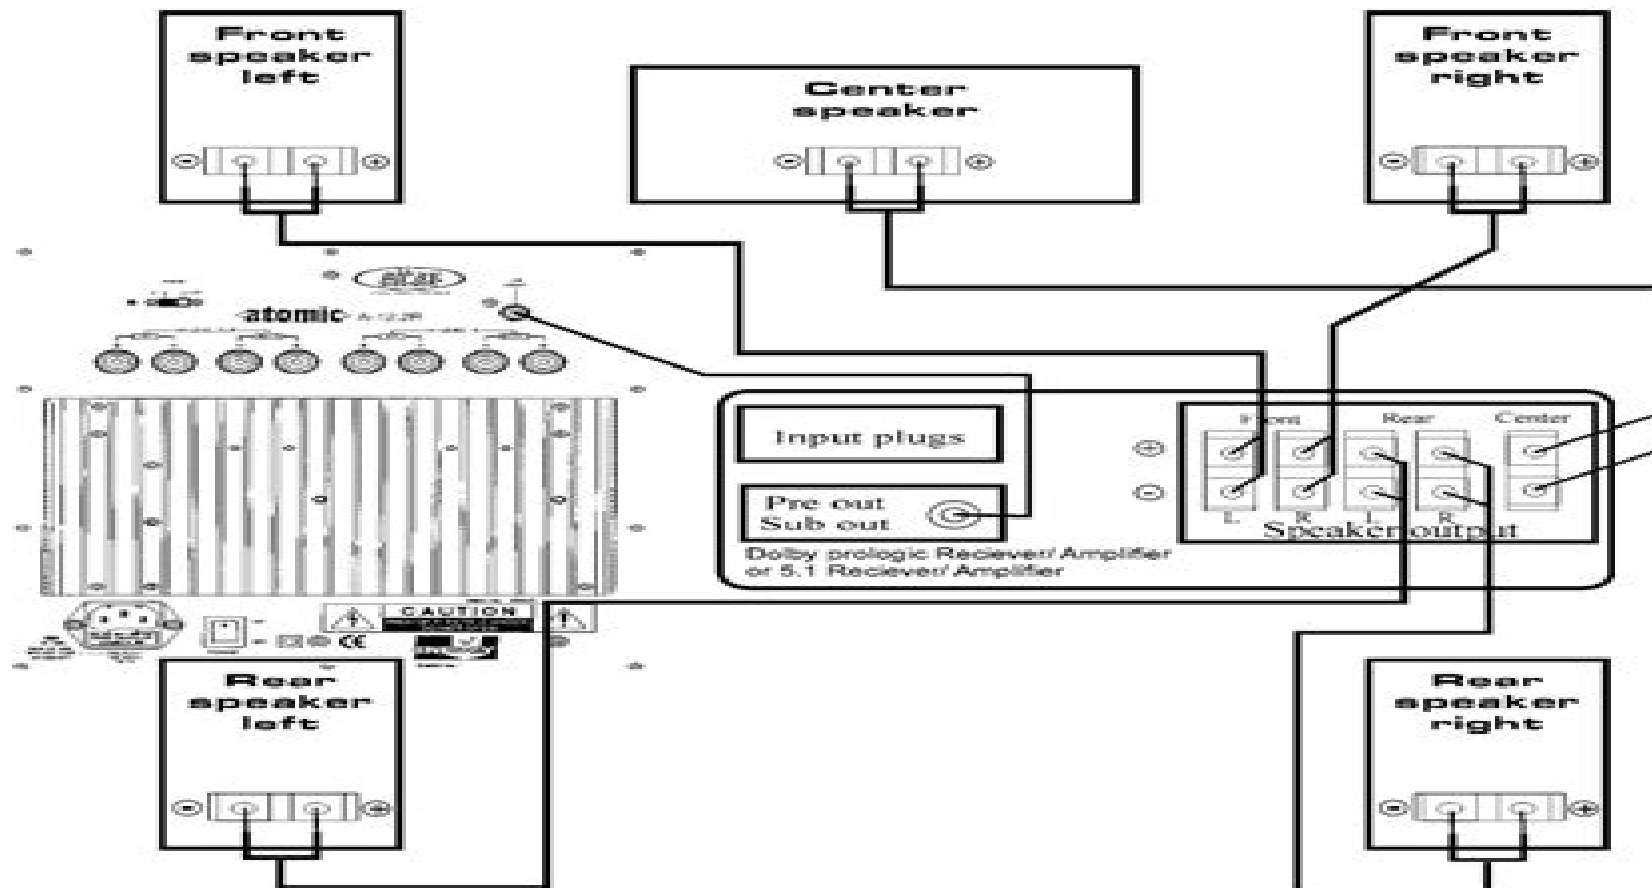 Front
speaker
left
Center
speaker
Front
speaker
right
atomic
Input plugs
Pre out
Sub out
Dolby prologic Reciever/ Amplifier
or 5.1 Reciever/ Amplifier
Front
Rear
Center
L
R
L
R
Speaker output
CAUTION
CE
Rear
speaker
left
Rear
speaker
right